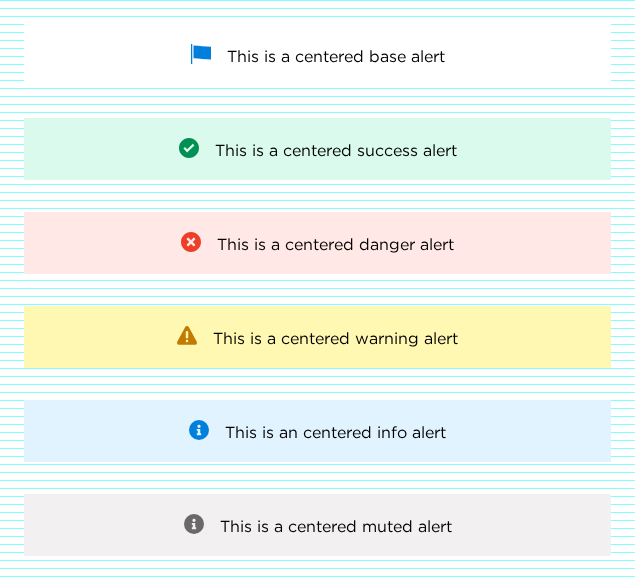 This is a centered base alert
This is a centered success alert
This is a centered danger alert
This is a centered warning alert
This is an centered info alert
This is a centered muted alert